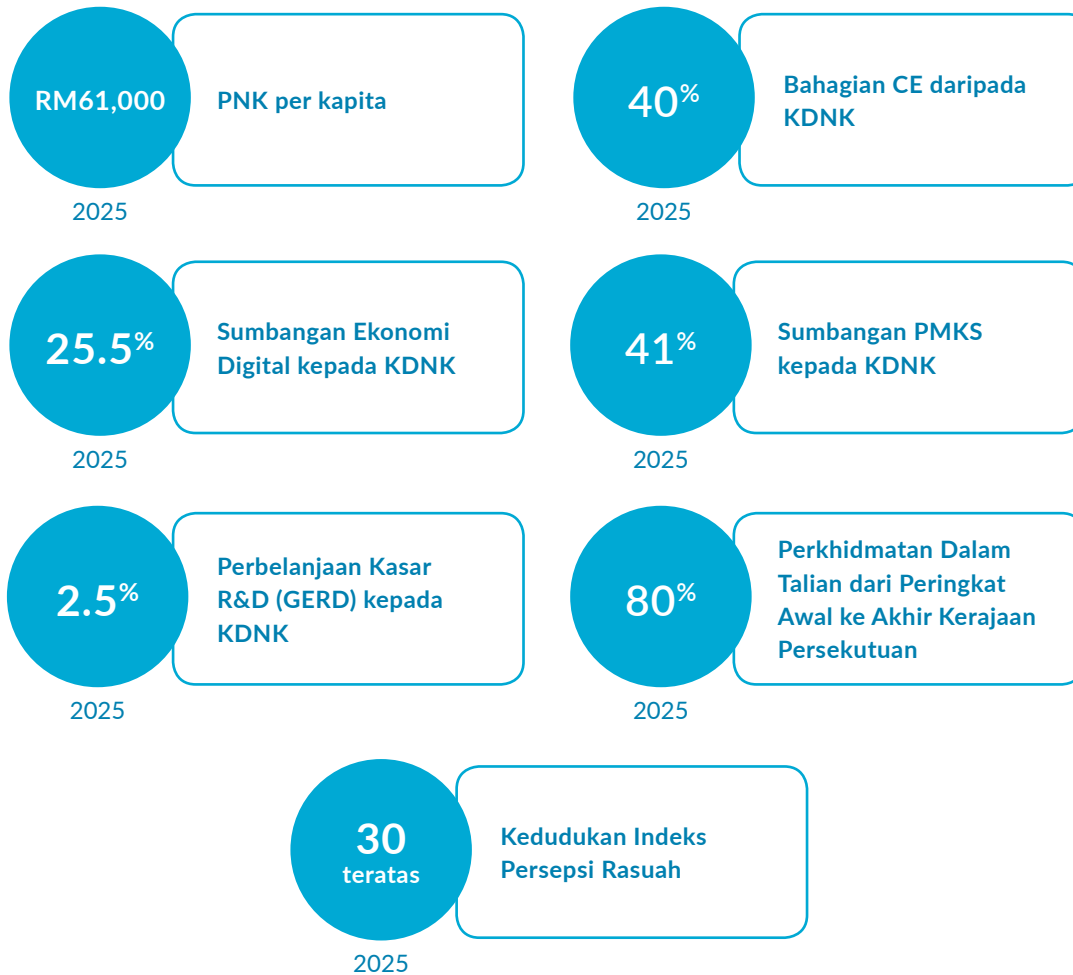 RM61,000
PNK per kapita
2025
40%
Bahagian CE daripada
KDNK
2025
25.5%
Sumbangan Ekonomi
Digital kepada KDNK
2025
41%
Sumbangan PMKS
kepada KDNK
2025
2.5%
Perbelanjaan Kasar
R&D (GERD) kepada
KDNK
2025
80%
Perkhidmatan Dalam
Talian dari Peringkat
Awal ke Akhir Kerajaan
Persekutuan
2025
30
teratas
Kedudukan Indeks
Persepsi Rasuah
2025